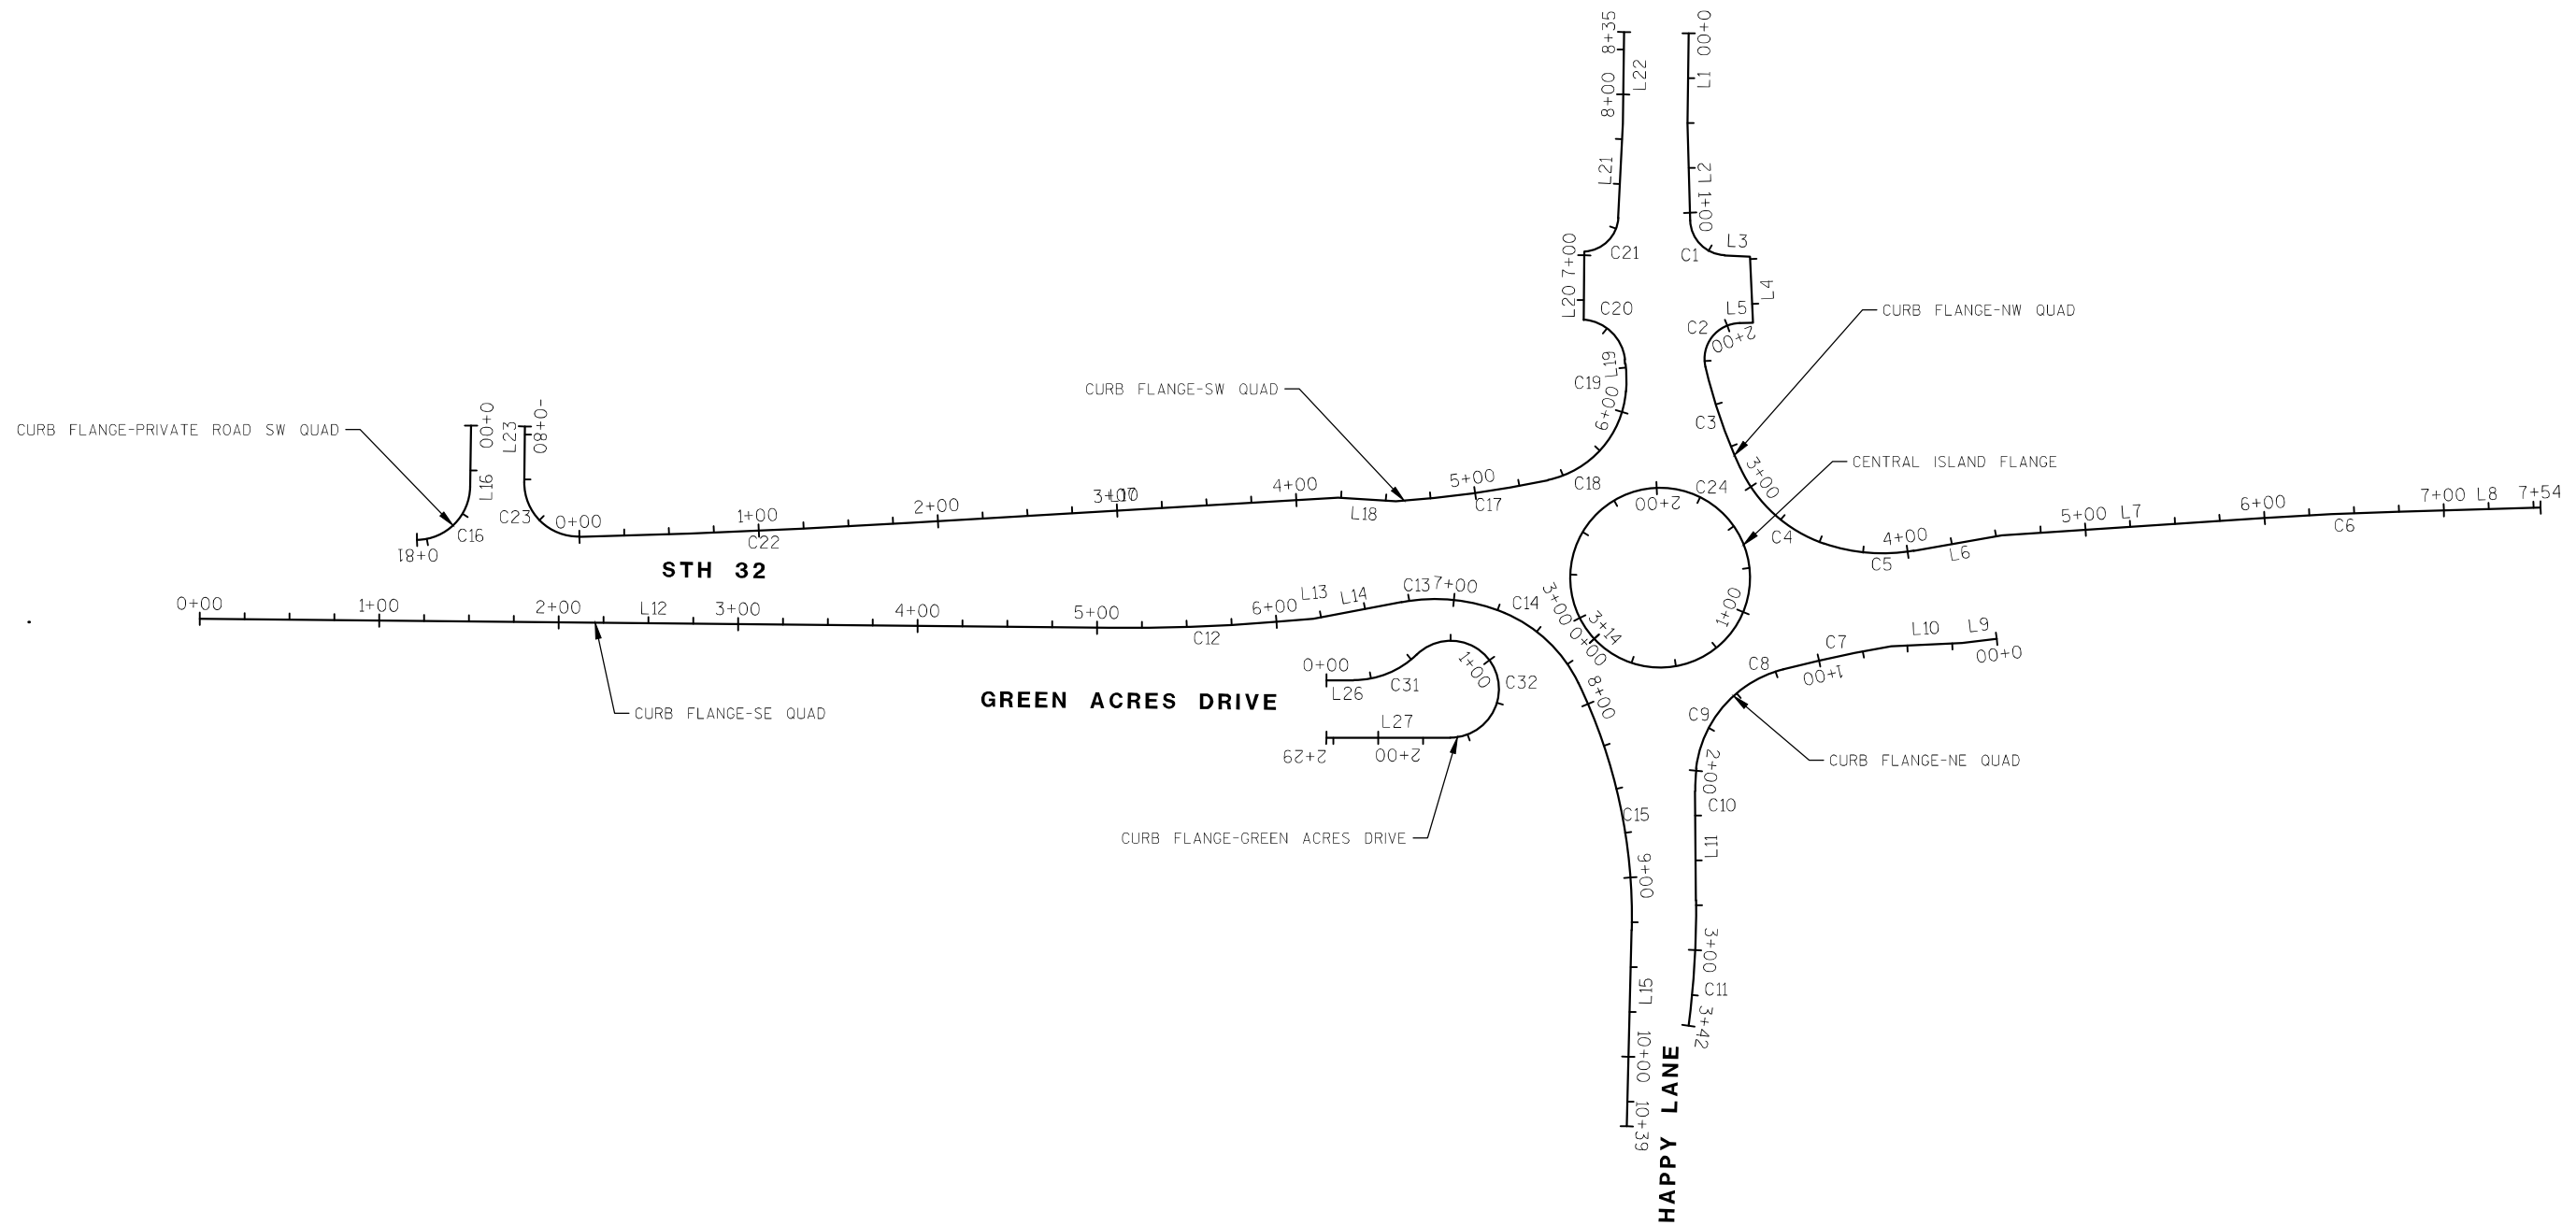 8+35
L22
8+00
L21
7+00
L20
C21
C20
L19
C19
6+00
C18
0+00
L1
L2
1+00
C1
L3
L4
L5
C2
2+00
C3
3+00
CURB FLANGE-NW QUAD
CURB FLANGE-SW QUAD
CURB FLANGE-PRIVATE ROAD SW QUAD
0+00
L16
C16
0+81
L23
-0+80
C23
0+00
1+00
C22
2+00
3+00
4+00
L18
5+00
C17
CENTRAL ISLAND FLANGE
C24
2+00
1+00
3+00
3+14
0+00
C4
C5
4+00
L6
5+00
L7
6+00
C6
7+00
L8
7+54
STH 32
0+00
1+00
2+00
L12
3+00
4+00
5+00
C12
6+00
L13
L14
C13
7+00
C14
8+00
C15
9+00
L15
10+00
10+39
CURB FLANGE-SE QUAD
GREEN ACRES DRIVE
0+00
L26
C31
1+00
C32
L27
2+00
2+29
CURB FLANGE-GREEN ACRES DRIVE
0+00
L9
L10
C7
1+00
C8
C9
2+00
C10
L11
3+00
C11
3+42
CURB FLANGE-NE QUAD
HAPPY LANE